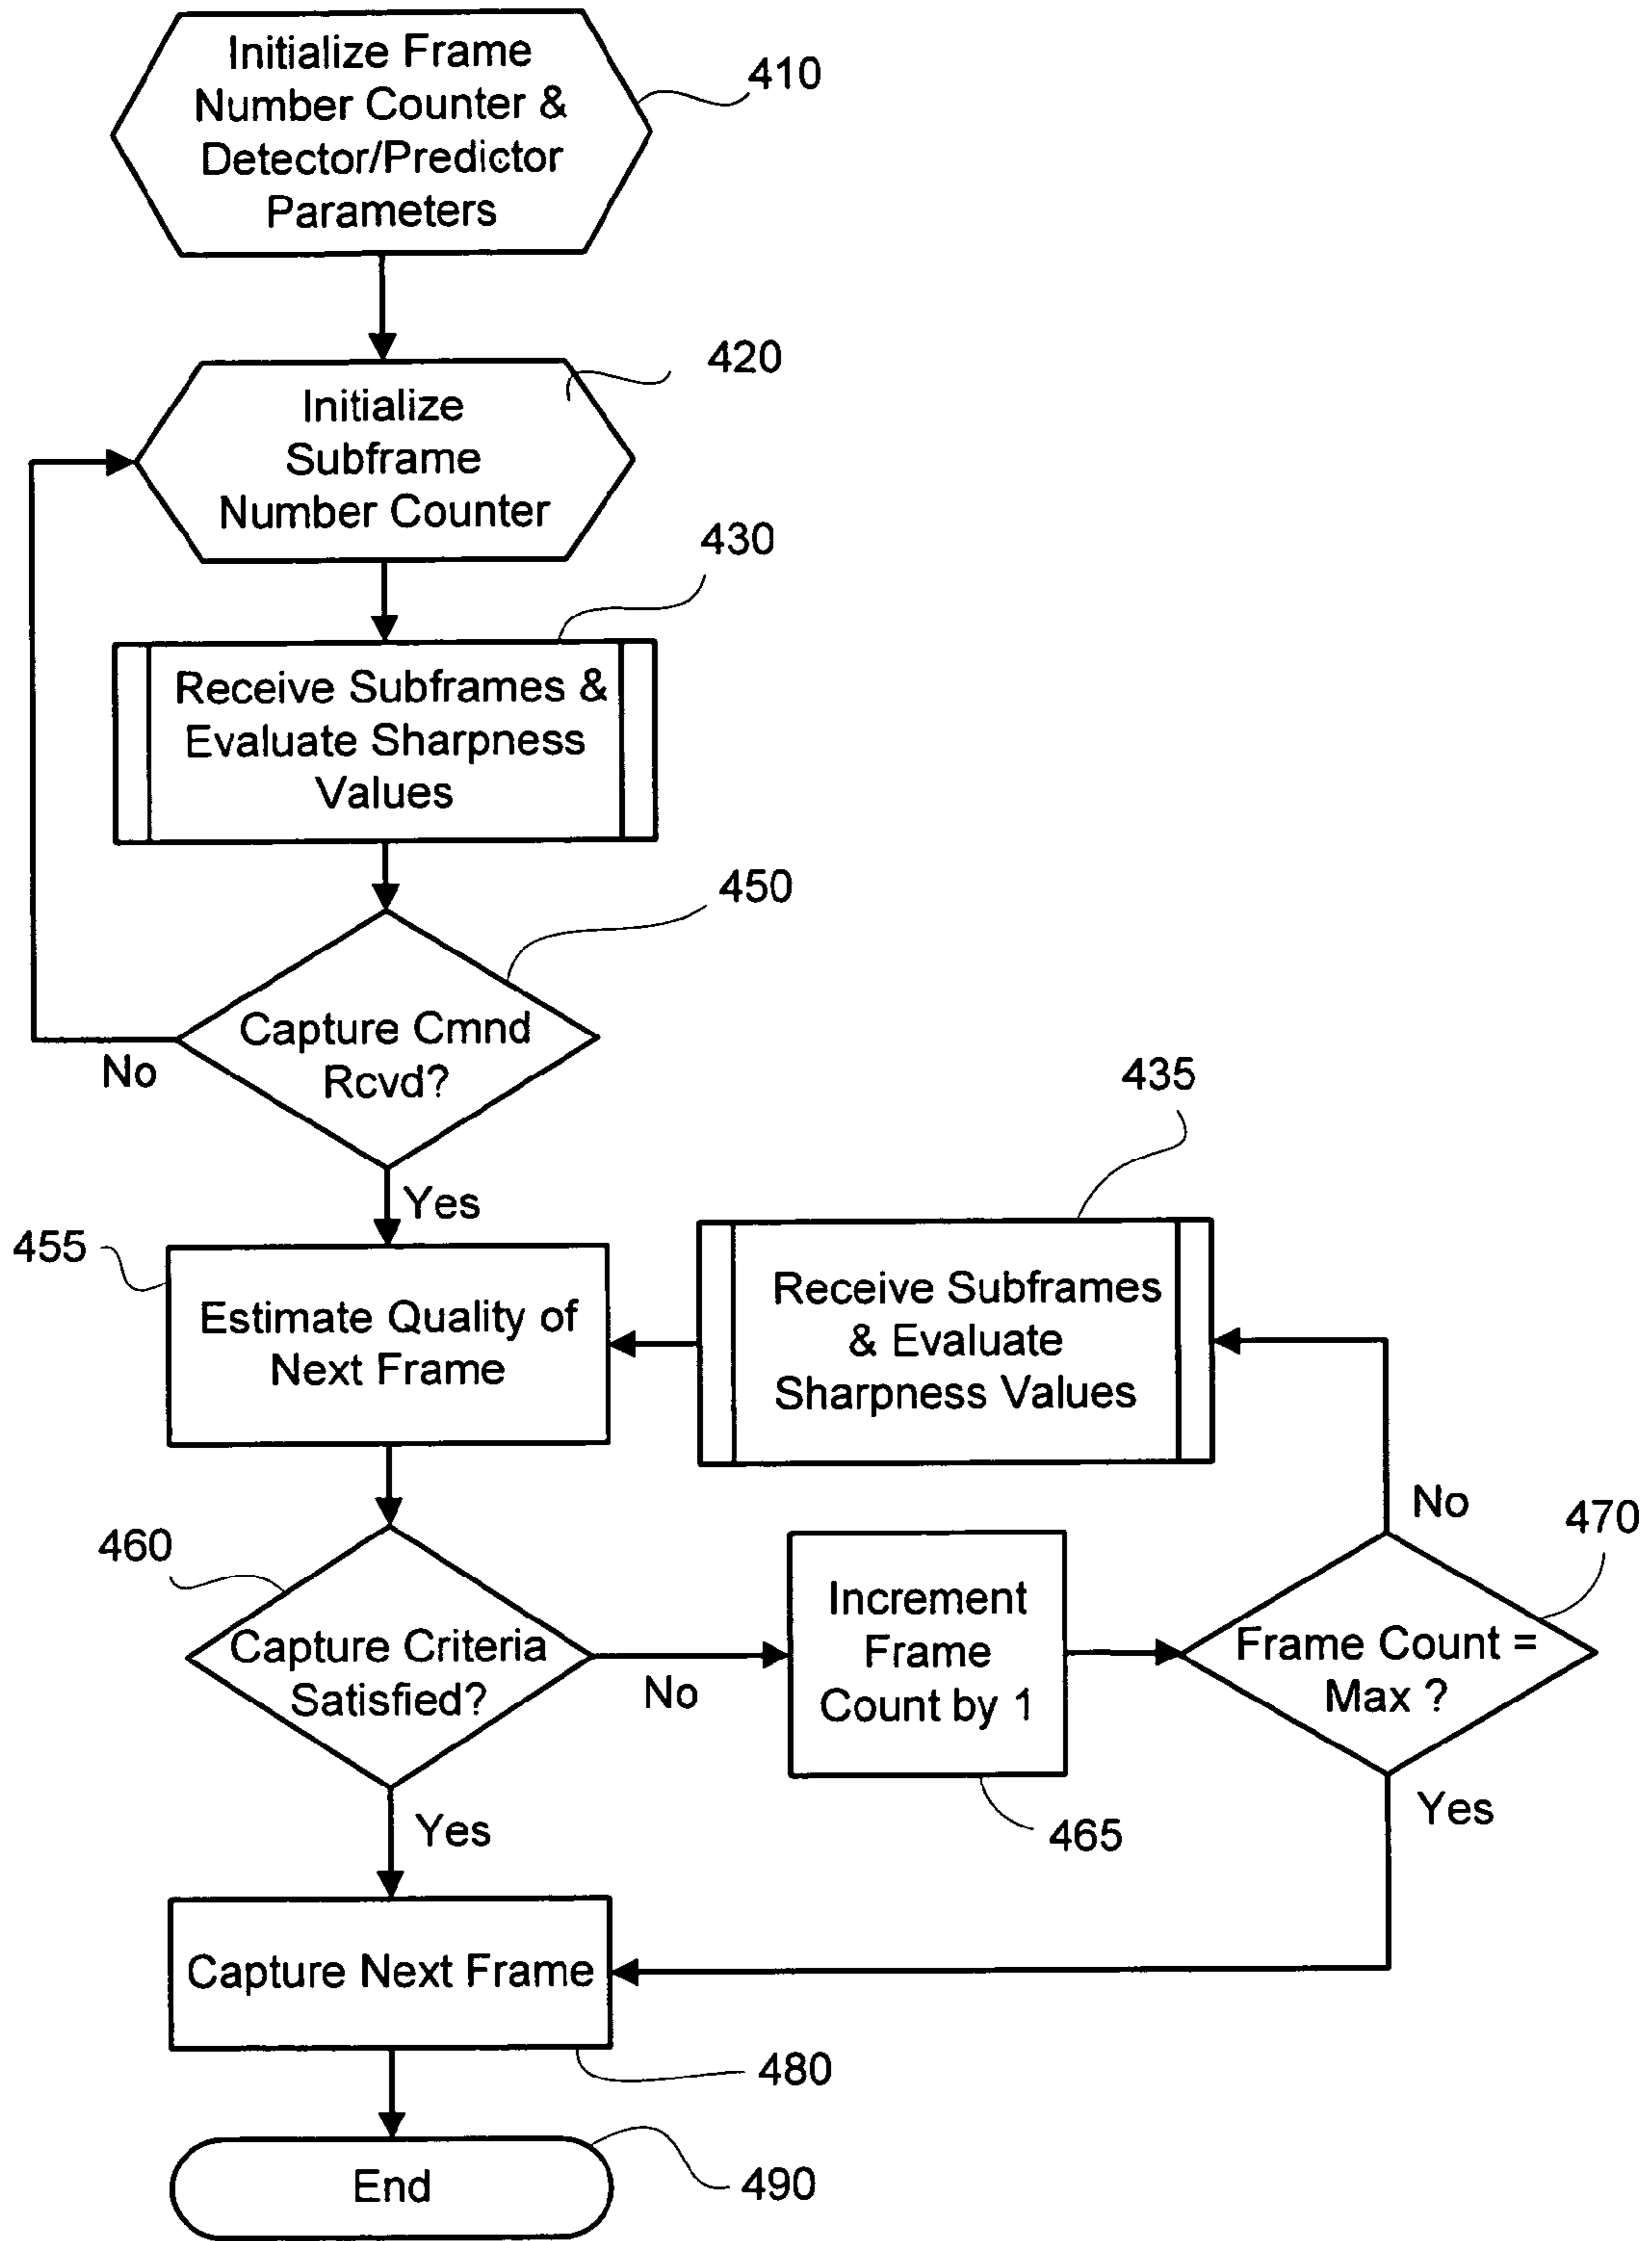 Initialize Frame
Number Counter &
Detector/Predictor
Parameters
410
420
Initialize
Subframe
Number Counter
430
Receive Subframes &
Evaluate Sharpness
Values
450
Capture Cmnd
Rcvd?
No
Yes
435
455
Estimate Quality of
Next Frame
Receive Subframes
& Evaluate
Sharpness Values
No
470
460
Capture Criteria
Satisfied?
No
Increment
Frame
Count by 1
465
Frame Count =
Max ?
Yes
Yes
Capture Next Frame
480
End
490